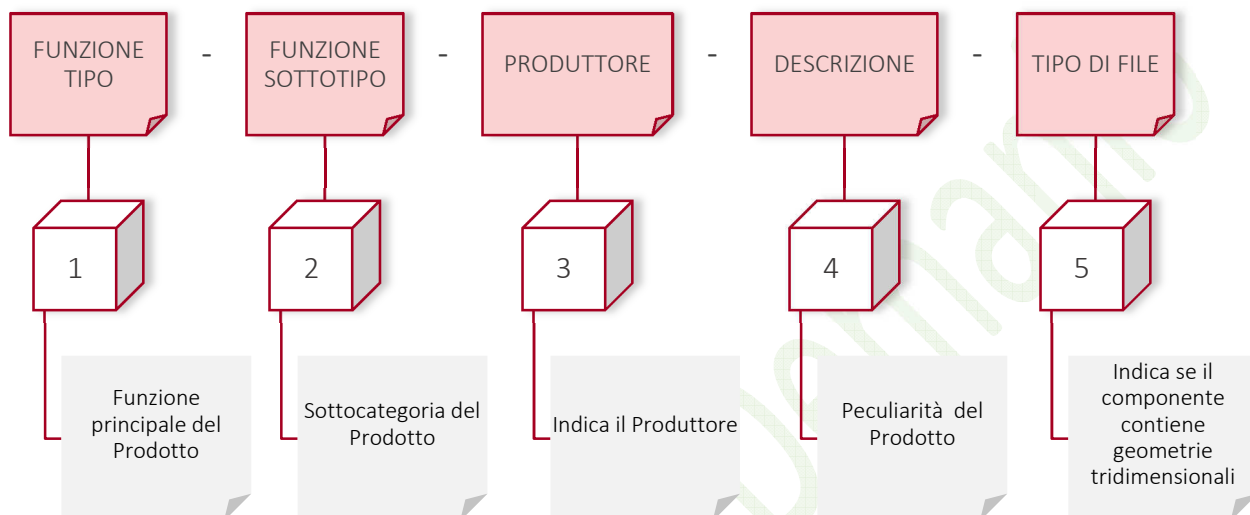 FUNZIONE
TIPO
-
FUNZIONE
SOTTOTIPO
-
PRODUTTORE
-
DESCRIZIONE
-
TIPO DI FILE
1
2
3
4
5
Funzione
principale del
Prodotto
Sottocategoria del
Prodotto
Indica il Produttore
Peculiarità del
Prodotto
Indica se il
componente
contiene
geometrie
tridimensionali